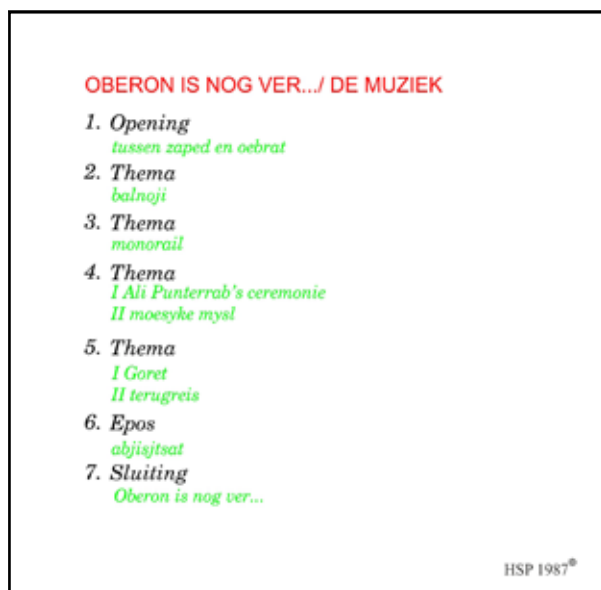 OBERON IS NOG VER.../ DE MUZIEK
1. Opening
tussen zaped en oebrat
2. Thema
balnoji
3. Thema
monorail
4. Thema
I Ali Punterrab's ceremonie
II moesyke mysl
5. Thema
I Goret
II terugreis
6. Epos
abjisjtsat
7. Sluiting
Oberon is nog ver...
HSP 1987®